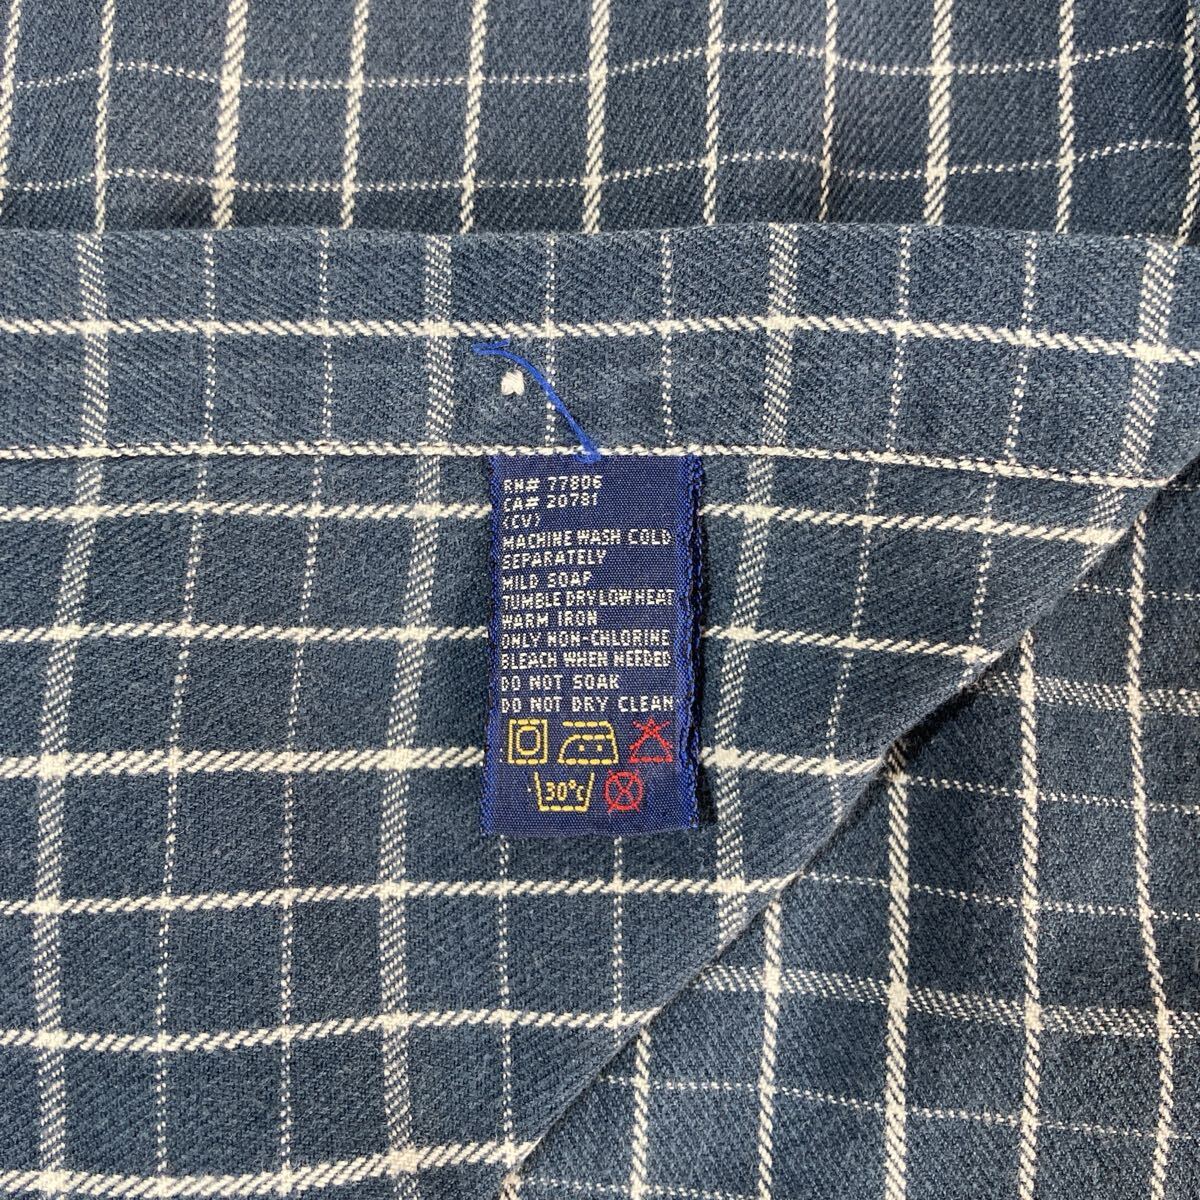 RN# 77806
CA# 20781
(CV)
MACHINE WASH COLD
SEPARATELY
MILD SOAP
TUMBLE DRY LOW HEAT
WARM IRON
ONLY NON-CHLORINE
BLEACH WHEN NEEDED
DO NOT SOAK
DO NOT DRY CLEAN
30°C